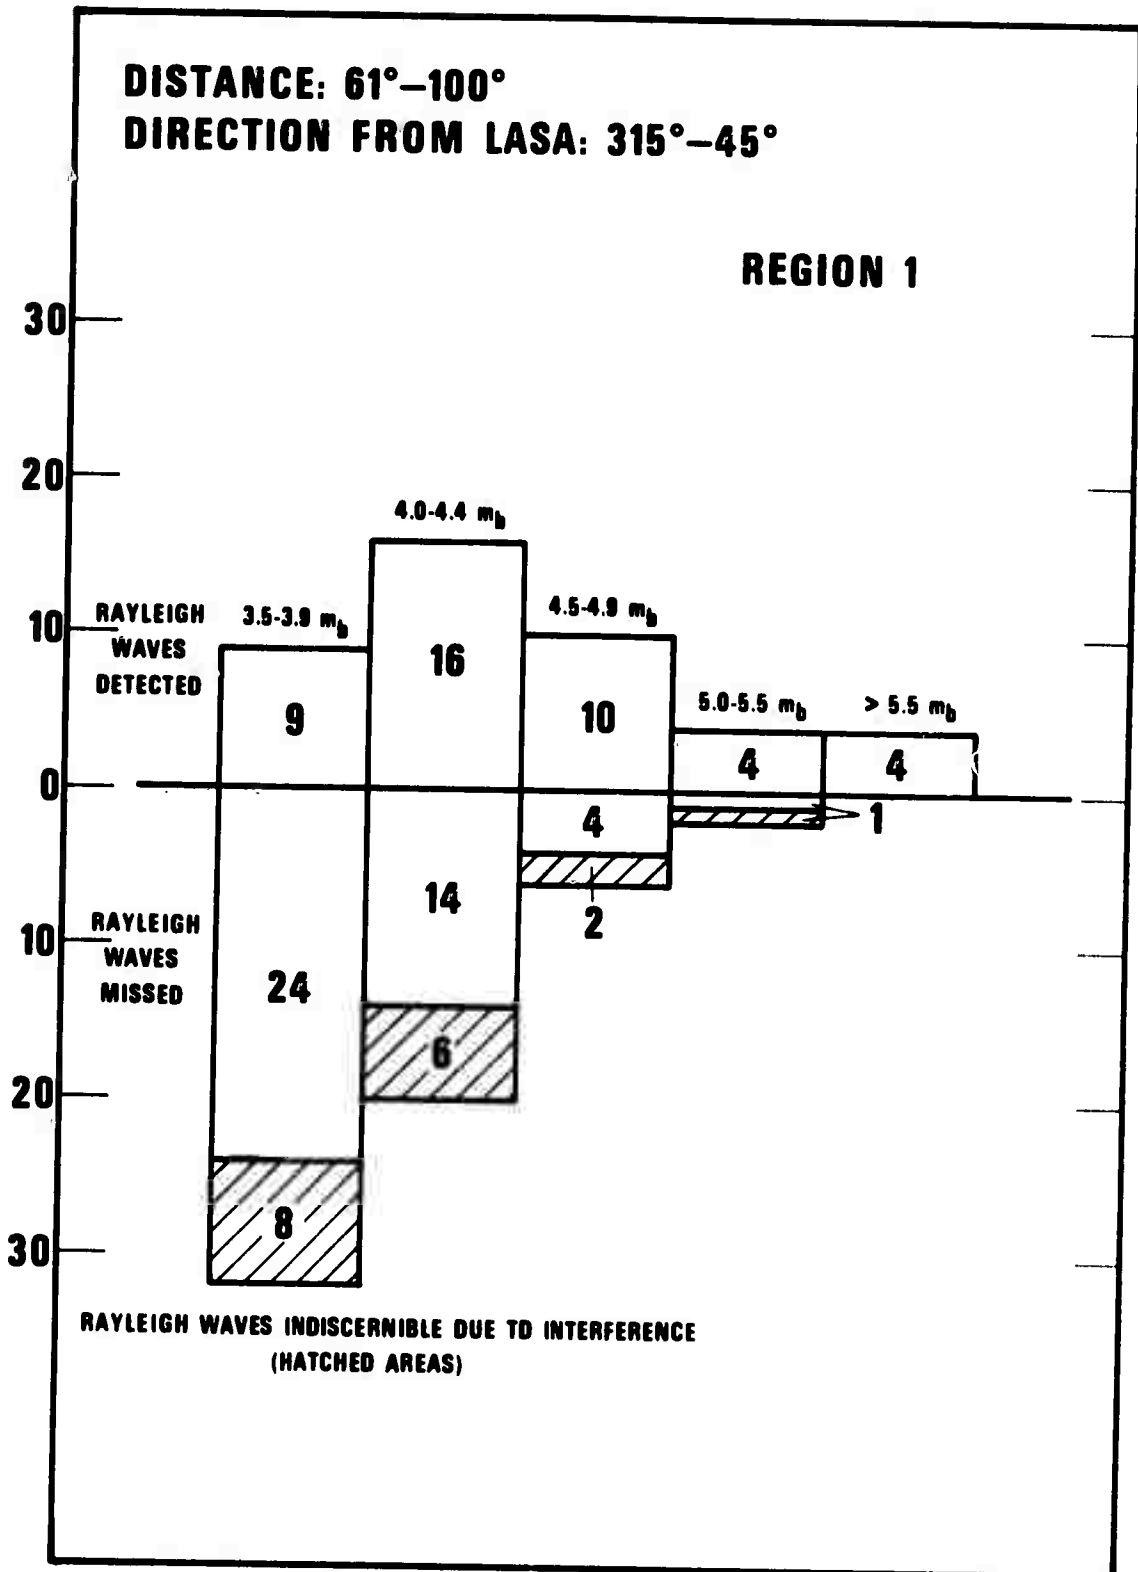 DISTANCE: 61°–100°
DIRECTION FROM LASA: 315°–45°
REGION 1
30
20
4.0-4.4 mb
10
RAYLEIGH
WAVES
DETECTED
3.5-3.9 mb
4.5-4.9 mb
16
9
10
5.0-5.5 mb
> 5.5 mb
4
4
0
4
1
14
2
10
RAYLEIGH
WAVES
MISSED
24
6
20
8
30
RAYLEIGH WAVES INDISCERNIBLE DUE TO INTERFERENCE
(HATCHED AREAS)